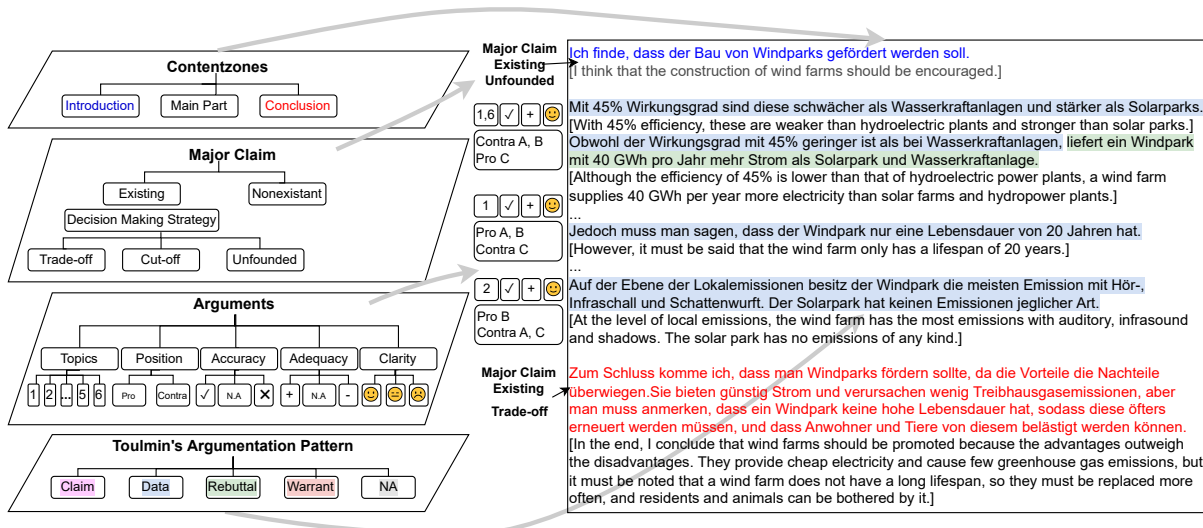 Contentzones
Introduction
Main Part
Conclusion
Major Claim
Existing
Nonexistant
Decision Making Strategy
Trade-off
Cut-off
Unfounded
Arguments
Topics
Position
Accuracy
Adequacy
Clarity
1 2 ... 5 6
Pro
Contra
✓
N.A
✕
+
N.A
-
Toulmin's Argumentation Pattern
Claim
Data
Rebuttal
Warrant
NA
Major Claim
Existing
Unfounded
1,6 ✓ +
Contra A, B
Pro C
1 ✓ +
Pro A, B
Contra C
2 ✓ +
Pro B
Contra A, C
Major Claim
Existing
Trade-off
Ich finde, dass der Bau von Windparks gefördert werden soll.
[I think that the construction of wind farms should be encouraged.]
Mit 45% Wirkungsgrad sind diese schwächer als Wasserkraftanlagen und stärker als Solarparks.
[With 45% efficiency, these are weaker than hydroelectric plants and stronger than solar parks.]
Obwohl der Wirkungsgrad mit 45% geringer ist als bei Wasserkraftanlagen, liefert ein Windpark
mit 40 GWh pro Jahr mehr Strom als Solarpark und Wasserkraftanlage.
[Although the efficiency of 45% is lower than that of hydroelectric power plants, a wind farm
supplies 40 GWh per year more electricity than solar farms and hydropower plants.]
...
Jedoch muss man sagen, dass der Windpark nur eine Lebensdauer von 20 Jahren hat.
[However, it must be said that the wind farm only has a lifespan of 20 years.]
...
Auf der Ebene der Lokalemissionen besitz der Windpark die meisten Emission mit Hör-,
Infraschall und Schattenwurft. Der Solarpark hat keinen Emissionen jeglicher Art.
[At the level of local emissions, the wind farm has the most emissions with auditory, infrasound
and shadows. The solar park has no emissions of any kind.]
Zum Schluss komme ich, dass man Windparks fördern sollte, da die Vorteile die Nachteile
überwiegen.Sie bieten günstig Strom und verursachen wenig Treibhausgasemissionen, aber
man muss anmerken, dass ein Windpark keine hohe Lebensdauer hat, sodass diese öfters
erneuert werden müssen, und dass Anwohner und Tiere von diesem belästigt werden können.
[In the end, I conclude that wind farms should be promoted because the advantages outweigh
the disadvantages. They provide cheap electricity and cause few greenhouse gas emissions, but
it must be noted that a wind farm does not have a long lifespan, so they must be replaced more
often, and residents and animals can be bothered by it.]